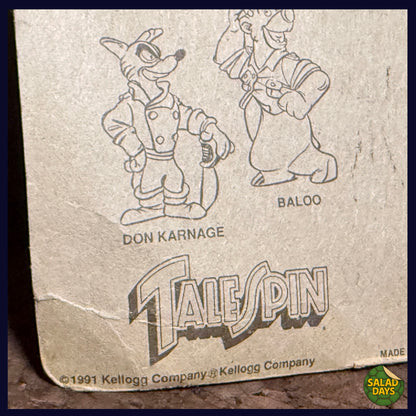 BALOO
DON KARNAGE
TALESPIN
MADE
©1991 Kellogg Company ® Kellogg Company
SALAD
DAYS